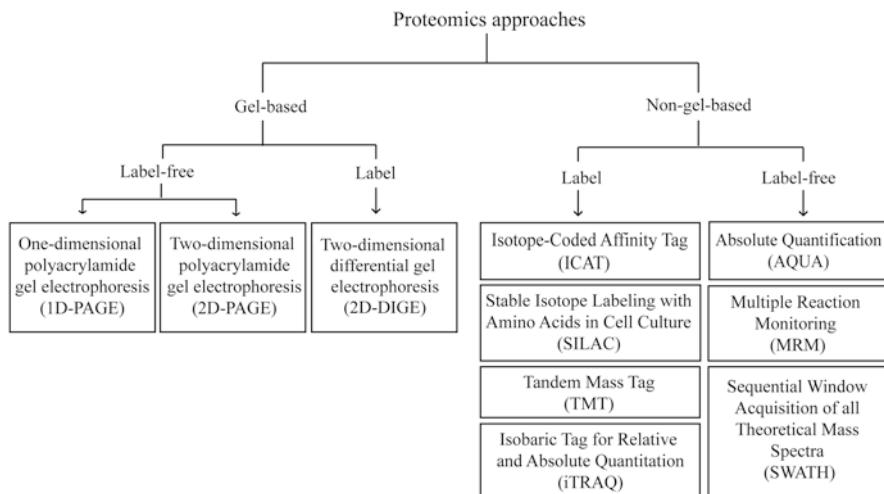 Proteomics approaches
Gel-based
Non-gel-based
Label-free
Label
Label
Label-free
One-dimensional
polyacrylamide
gel electrophoresis
(1D-PAGE)
Two-dimensional
polyacrylamide
gel electrophoresis
(2D-PAGE)
Two-dimensional
differential gel
electrophoresis
(2D-DIGE)
Isotope-Coded Affinity Tag
(ICAT)
Stable Isotope Labeling with
Amino Acids in Cell Culture
(SILAC)
Tandem Mass Tag
(TMT)
Isobaric Tag for Relative
and Absolute Quantitation
(iTRAQ)
Absolute Quantification
(AQUA)
Multiple Reaction
Monitoring
(MRM)
Sequential Window
Acquisition of all
Theoretical Mass
Spectra
(SWATH)